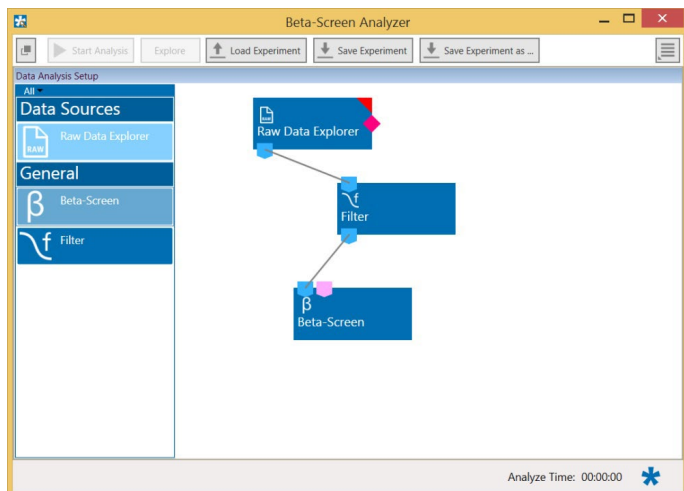 Beta-Screen Analyzer
Start Analysis
Explore
Load Experiment
Save Experiment
Save Experiment as ...
Data Analysis Setup
All
Data Sources
RAW
Raw Data Explorer
General
β
Beta-Screen
f
Filter
RAW
Raw Data Explorer
f
Filter
β
Beta-Screen
Analyze Time: 00:00:00